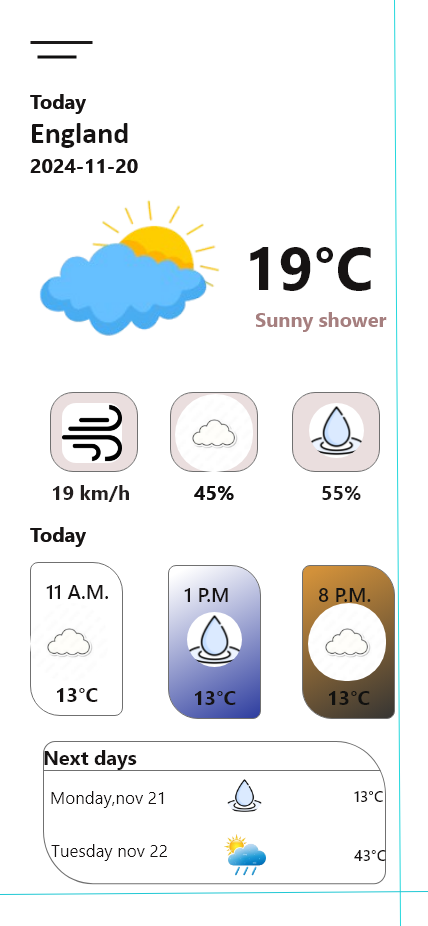 Today
England
2024-11-20
19°C
Sunny shower
19 km/h
45%
55%
Today
11 A.M.
1 P.M
8 P.M.
13°C
13°C
13°C
Next days
Monday,nov 21
13°C
Tuesday nov 22
43°C